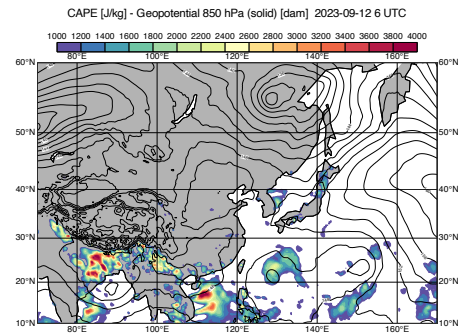 CAPE [J/kg] - Geopotential 850 hPa (solid) [dam]  2023-09-12 6 UTC
1000 1200 1400 1600 1800 2000 2200 2400 2600 2800 3000 3200 3400 3600 3800 4000
80°E 100°E 120°E 140°E 160°E
60°N 60°N
50°N 50°N
40°N 40°N
30°N 30°N
20°N 20°N
10°N 10°N
80°E 100°E 120°E 140°E 160°E